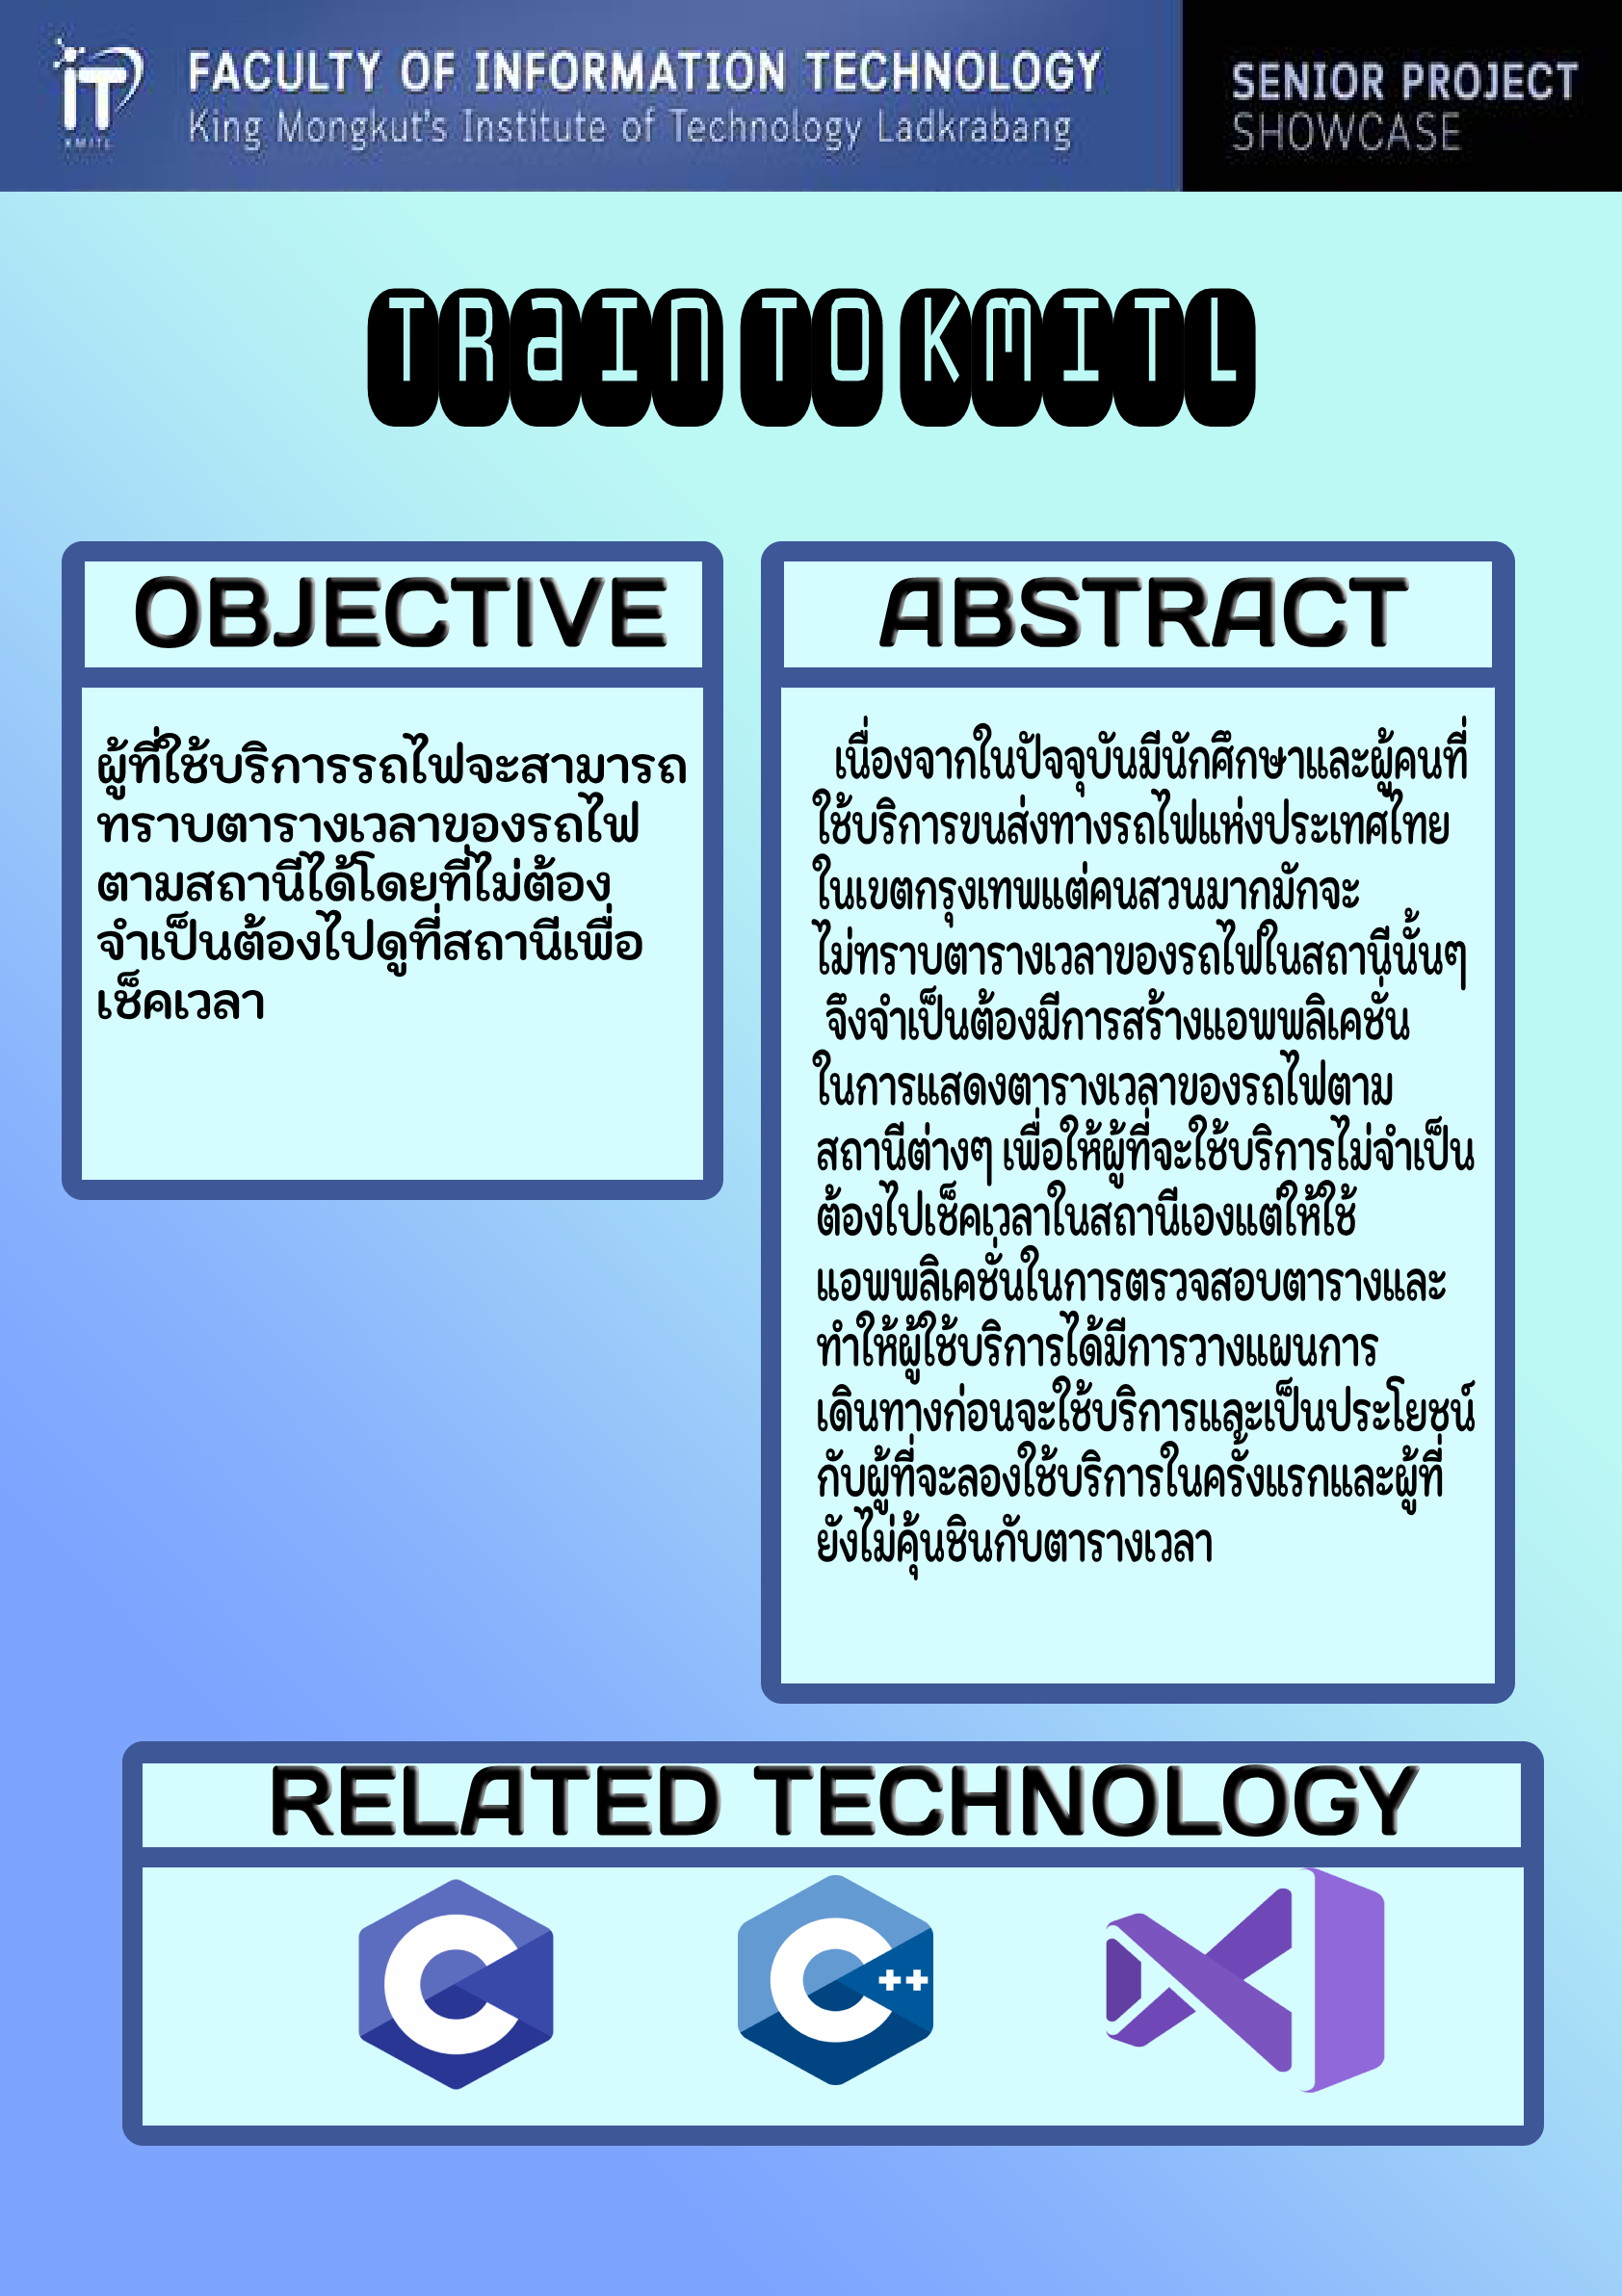 iT
KMITL
FACULTY OF INFORMATION TECHNOLOGY
King Mongkut's Institute of Technology Ladkrabang
SENIOR PROJECT
SHOWCASE
TRaIn TO KMITL
OBJECTIVE
ผู้ที่ใช้บริการรถไฟจะสามารถ
ทราบตารางเวลาของรถไฟ
ตามสถานีได้โดยที่ไม่ต้อง
จำเป็นต้องไปดูที่สถานีเพื่อ
เช็คเวลา
ABSTRACT
เนื่องจากในปัจจุบันมีนักศึกษาและผู้คนที่
ใช้บริการขนส่งทางรถไฟแห่งประเทศไทย
ในเขตกรุงเทพแต่คนสวนมากมักจะ
ไม่ทราบตารางเวลาของรถไฟในสถานีนั้นๆ
จึงจำเป็นต้องมีการสร้างแอพพลิเคชั่น
ในการแสดงตารางเวลาของรถไฟตาม
สถานีต่างๆ เพื่อให้ผู้ที่จะใช้บริการไม่จำเป็น
ต้องไปเช็คเวลาในสถานีเองแต่ให้ใช้
แอพพลิเคชั่นในการตรวจสอบตารางและ
ทำให้ผู้ใช้บริการได้มีการวางแผนการ
เดินทางก่อนจะใช้บริการและเป็นประโยชน์
กับผู้ที่จะลองใช้บริการในครั้งแรกและผู้ที่
ยังไม่คุ้นชินกับตารางเวลา
RELATED TECHNOLOGY
C
C++